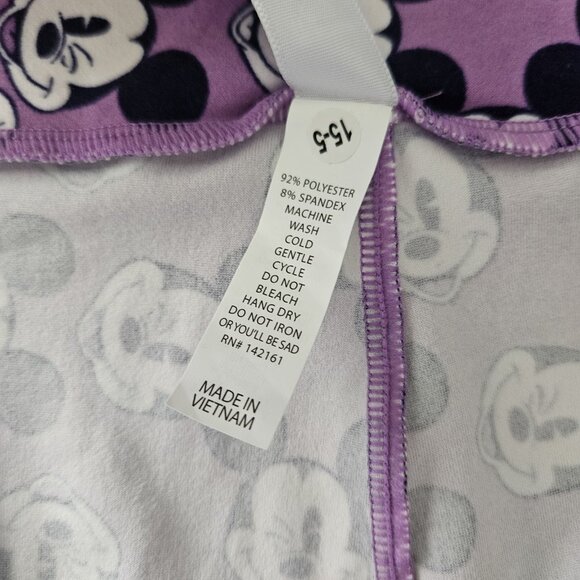 15-5
92% POLYESTER
8% SPANDEX
MACHINE
WASH
COLD
GENTLE
CYCLE
DO NOT
BLEACH
HANG DRY
DO NOT IRON
OR YOU'LL BE SAD
RN# 142161
MADE IN
VIETNAM